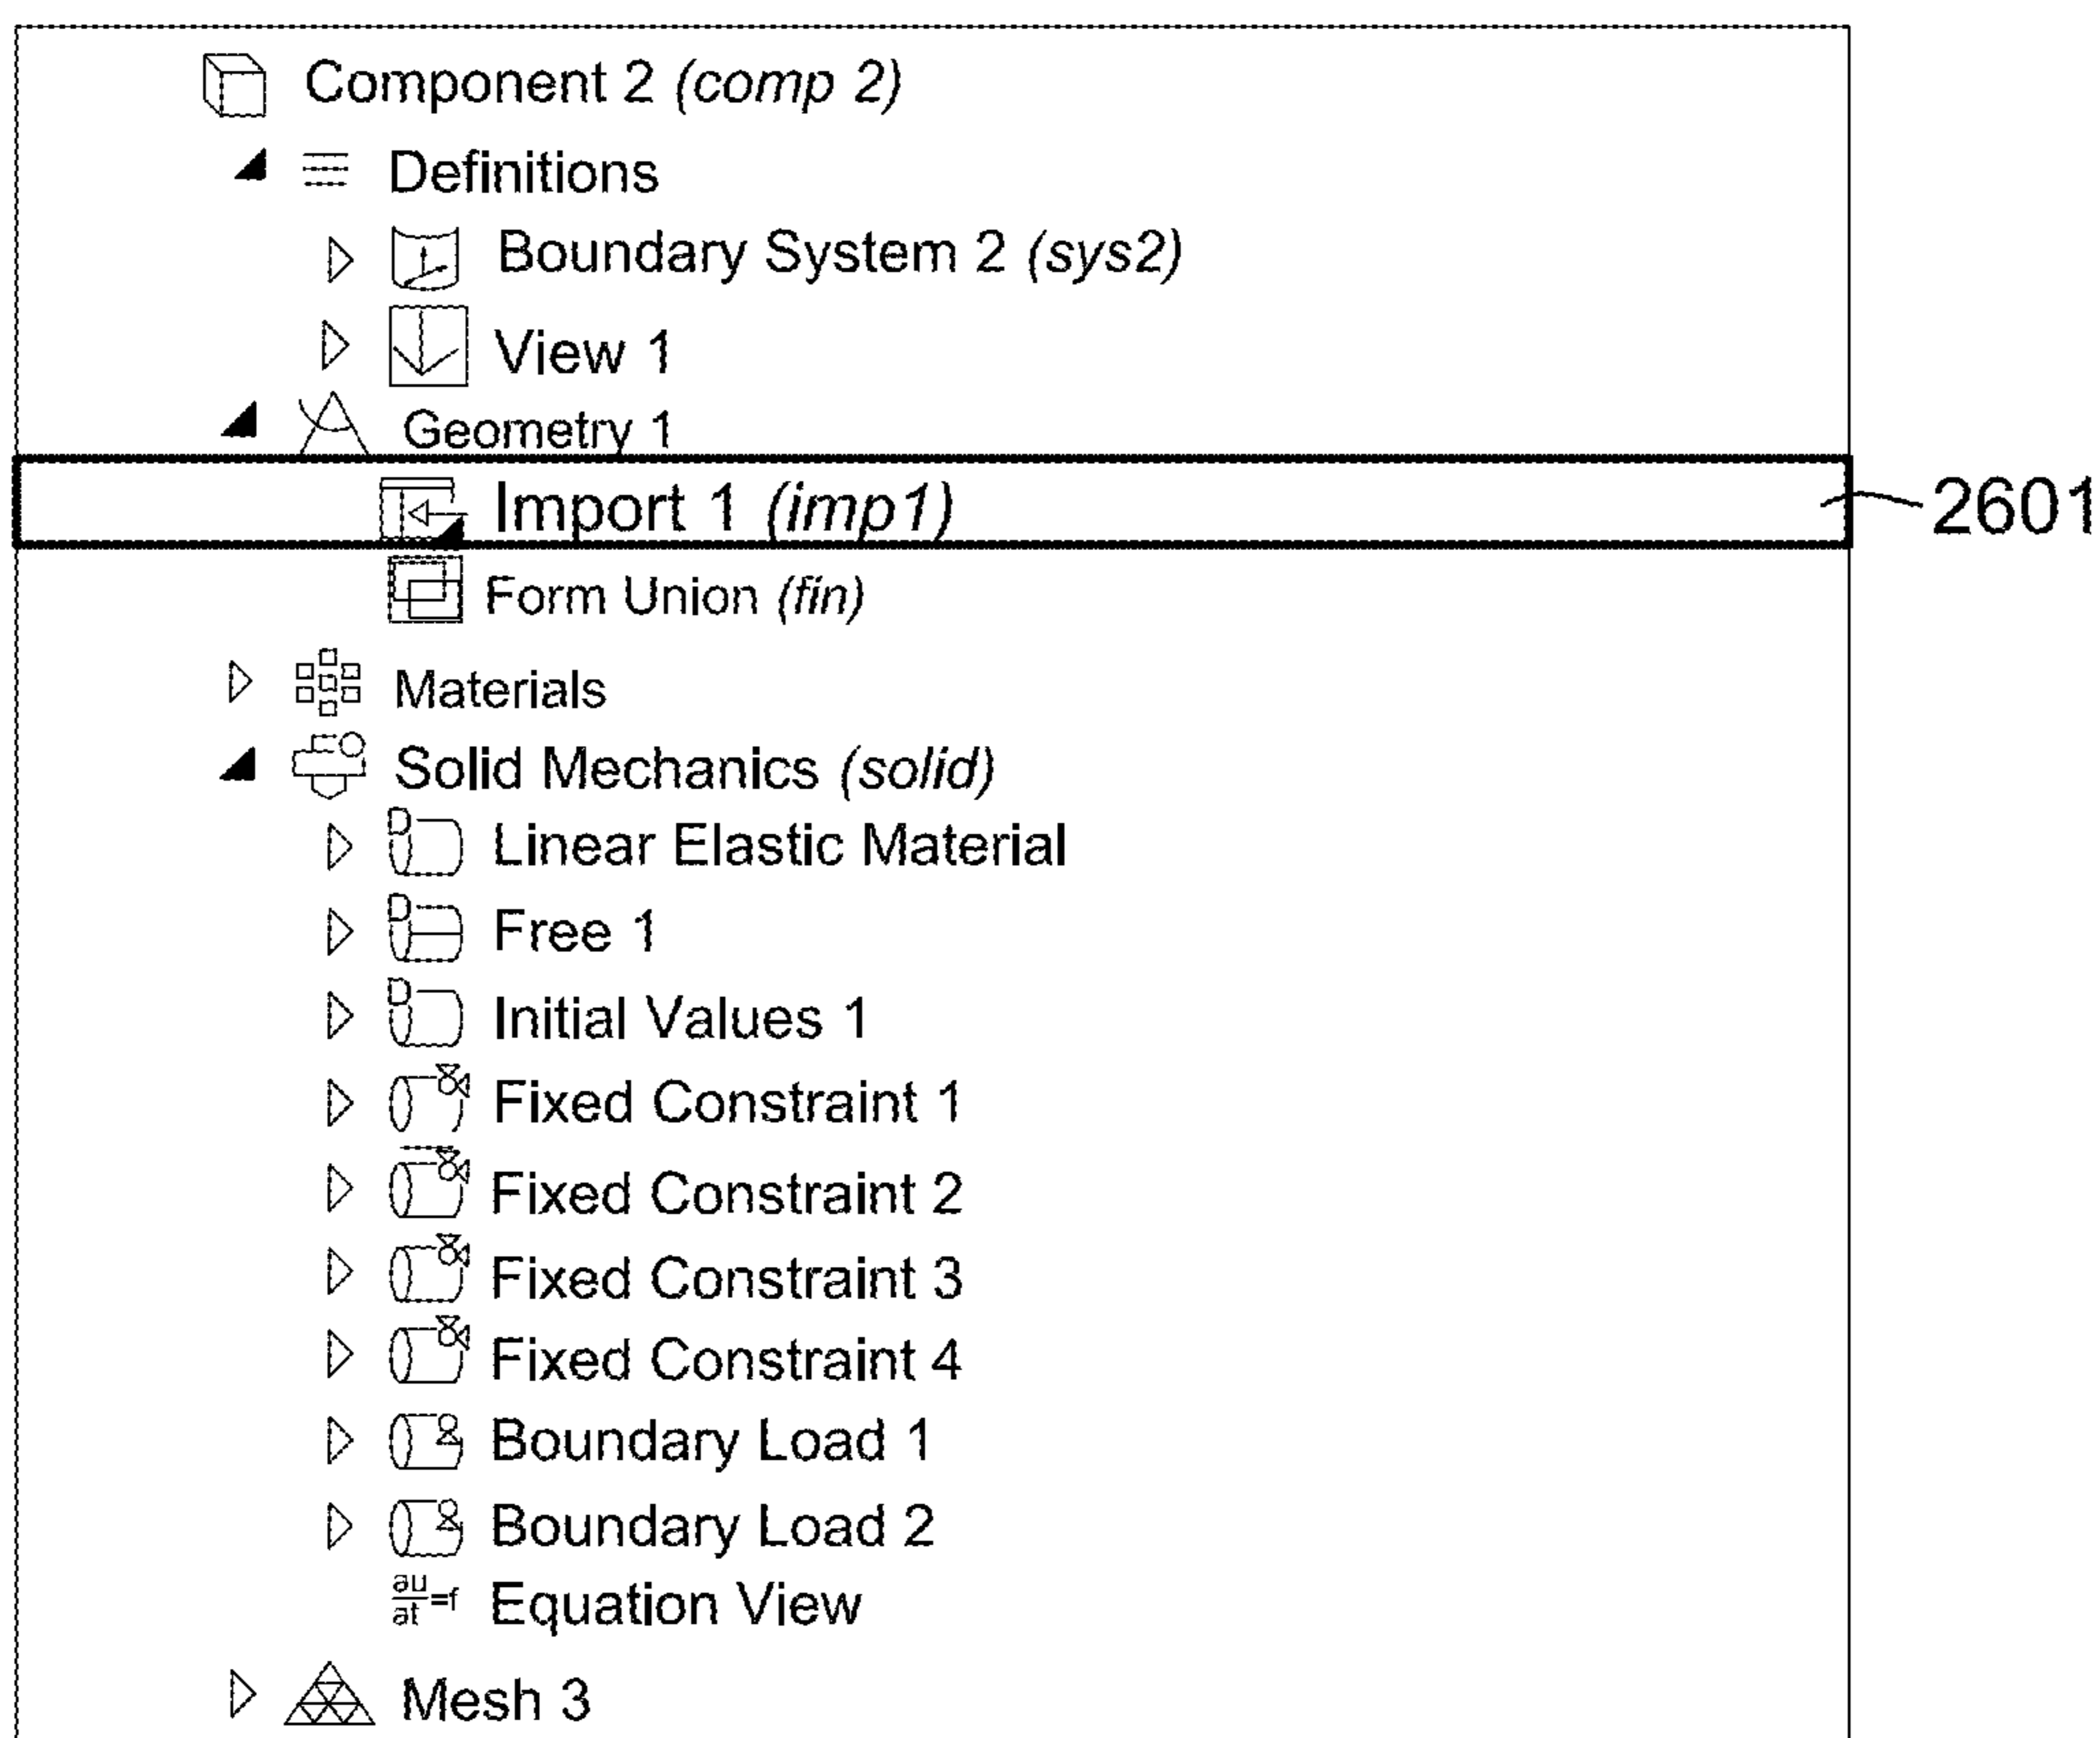 Component 2 (comp 2)
Definitions
Boundary System 2 (sys2)
View 1
Geometry 1
Import 1 (imp1)
2601
Form Union (fin)
Materials
Solid Mechanics (solid)
D
Linear Elastic Material
D
Free 1
D
Initial Values 1
Fixed Constraint 1
Fixed Constraint 2
Fixed Constraint 3
Fixed Constraint 4
Boundary Load 1
Boundary Load 2
au/at=f Equation View
Mesh 3